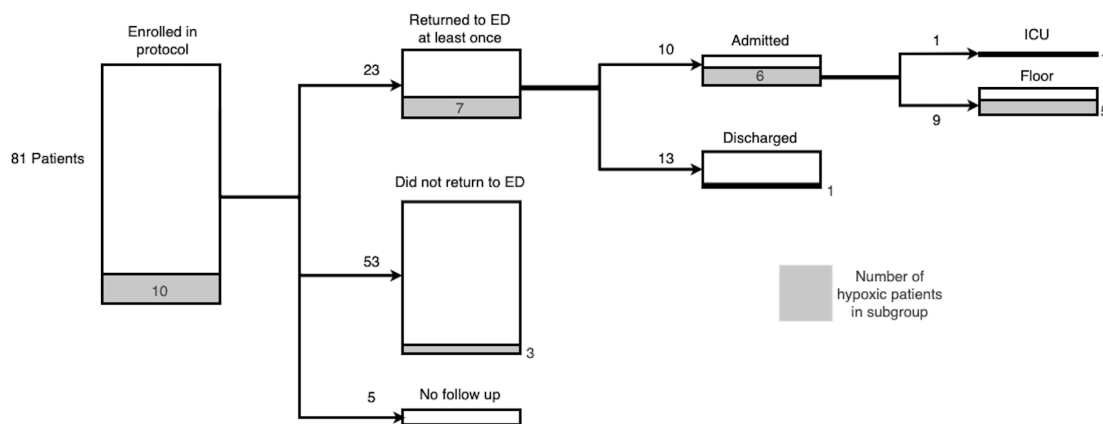 Enrolled in
protocol
81 Patients
10
23
Returned to ED
at least once
7
53
Did not return to ED
3
5
No follow up
10
Admitted
6
13
Discharged
1
1
ICU
9
Floor
5
Number of
hypoxic patients
in subgroup